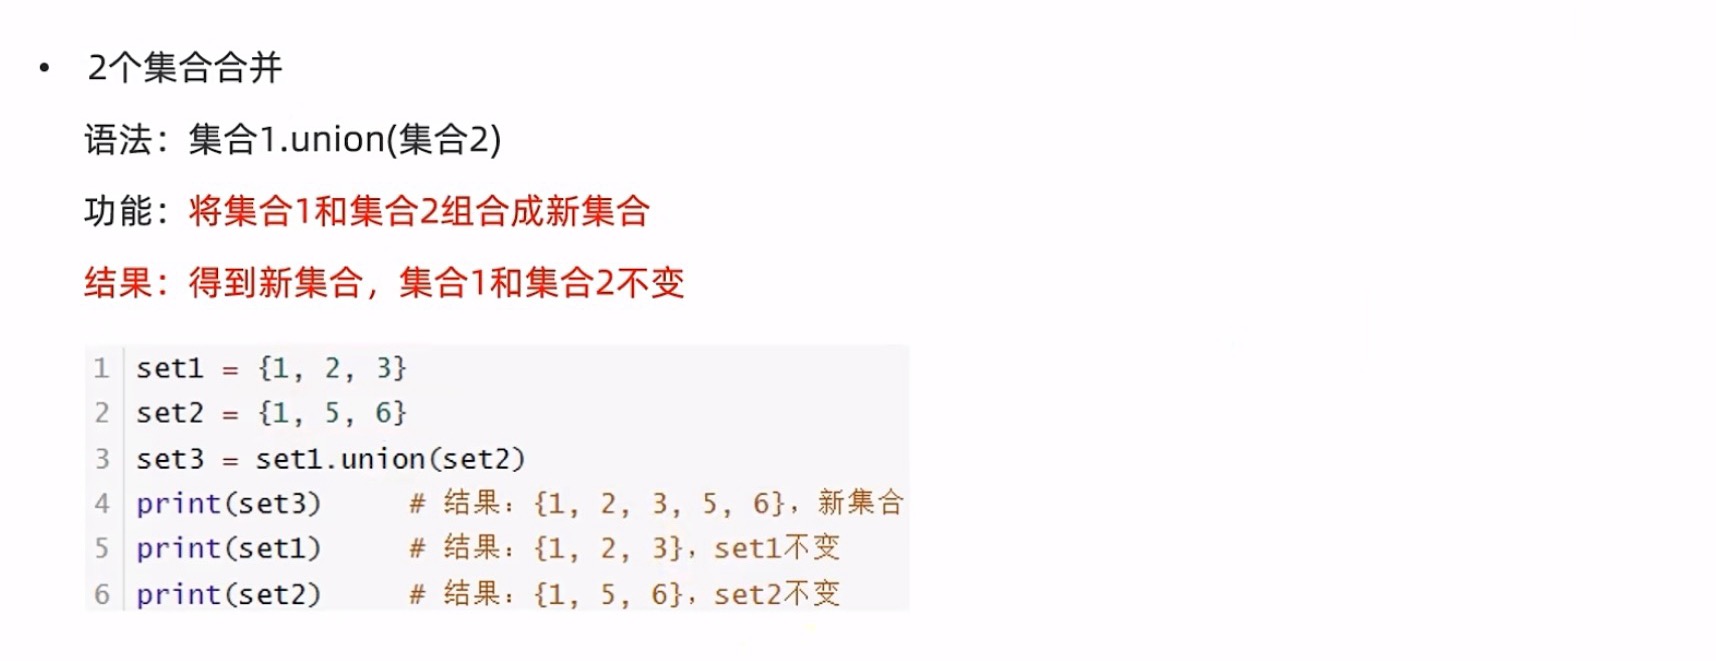 • 2个集合合并
语法：集合1.union(集合2)
功能：将集合1和集合2组合成新集合
结果：得到新集合，集合1和集合2不变
1 set1 = {1, 2, 3}
2 set2 = {1, 5, 6}
3 set3 = set1.union(set2)
4 print(set3)     # 结果：{1, 2, 3, 5, 6}，新集合
5 print(set1)     # 结果：{1, 2, 3}，set1不变
6 print(set2)     # 结果：{1, 5, 6}，set2不变